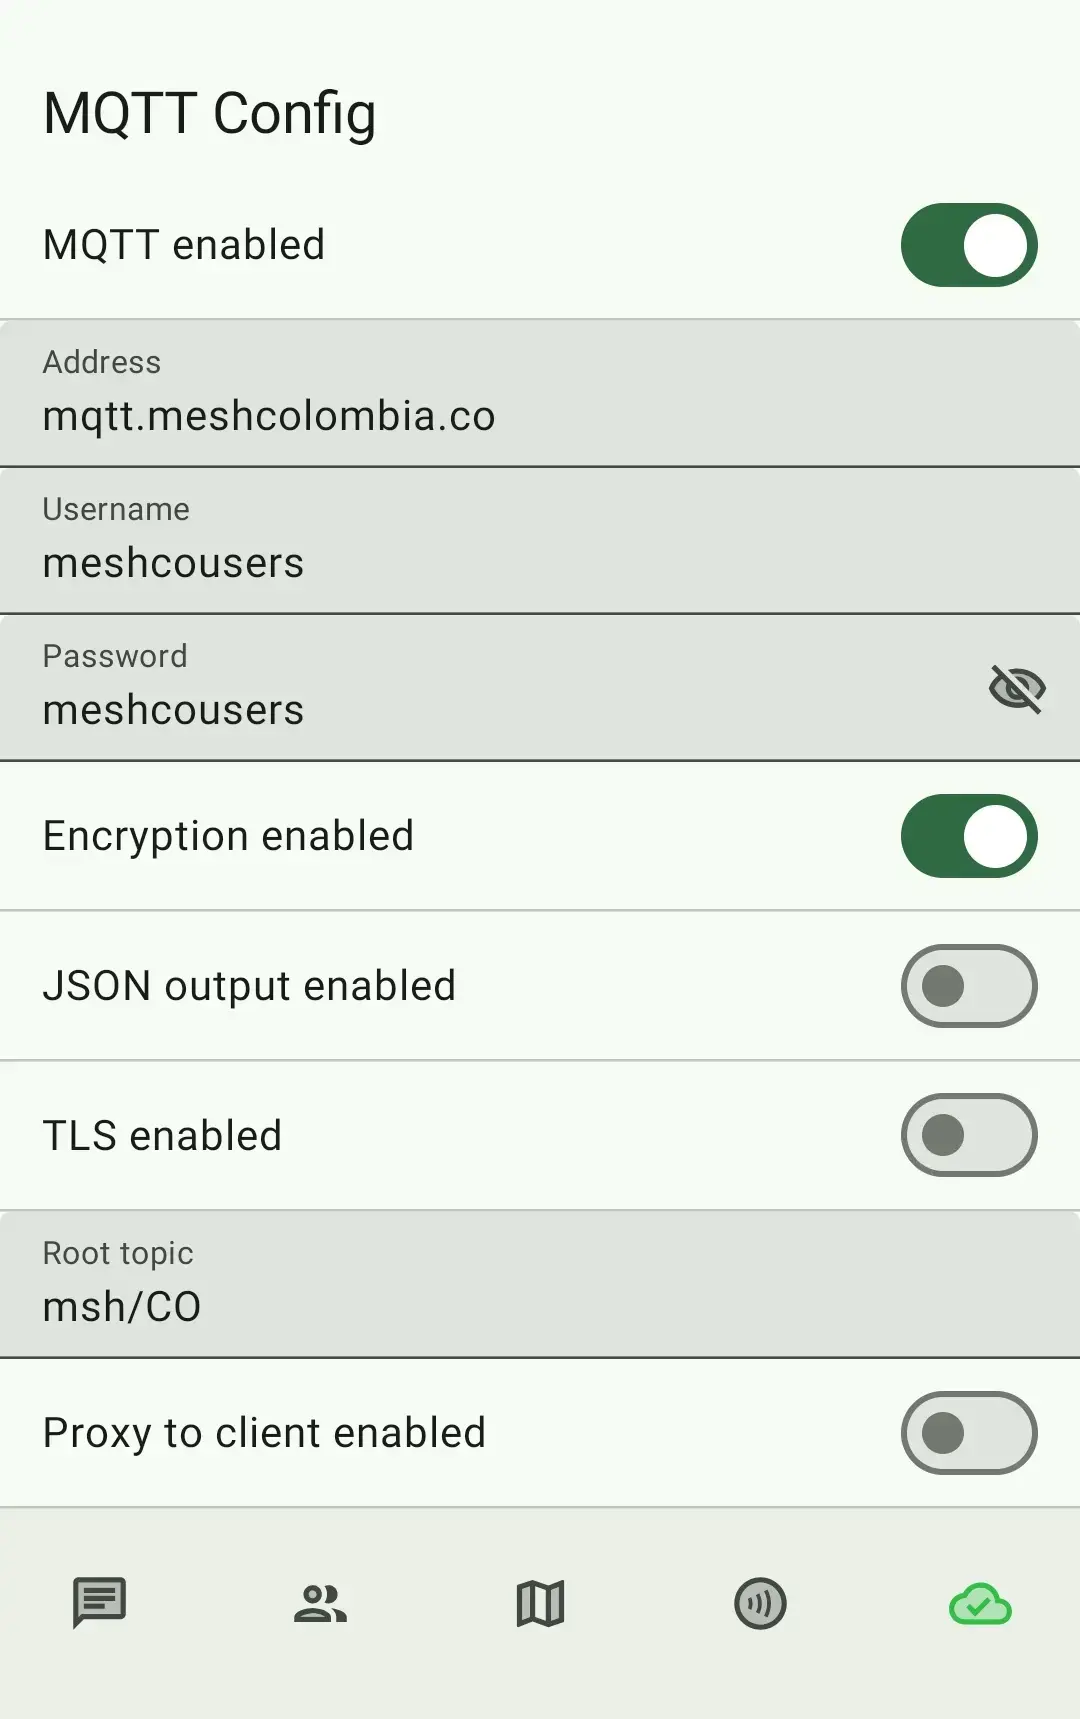 MQTT Config
MQTT enabled
Address
mqtt.meshcolombia.co
Username
meshcousers
Password
meshcousers
Encryption enabled
JSON output enabled
TLS enabled
Root topic
msh/CO
Proxy to client enabled